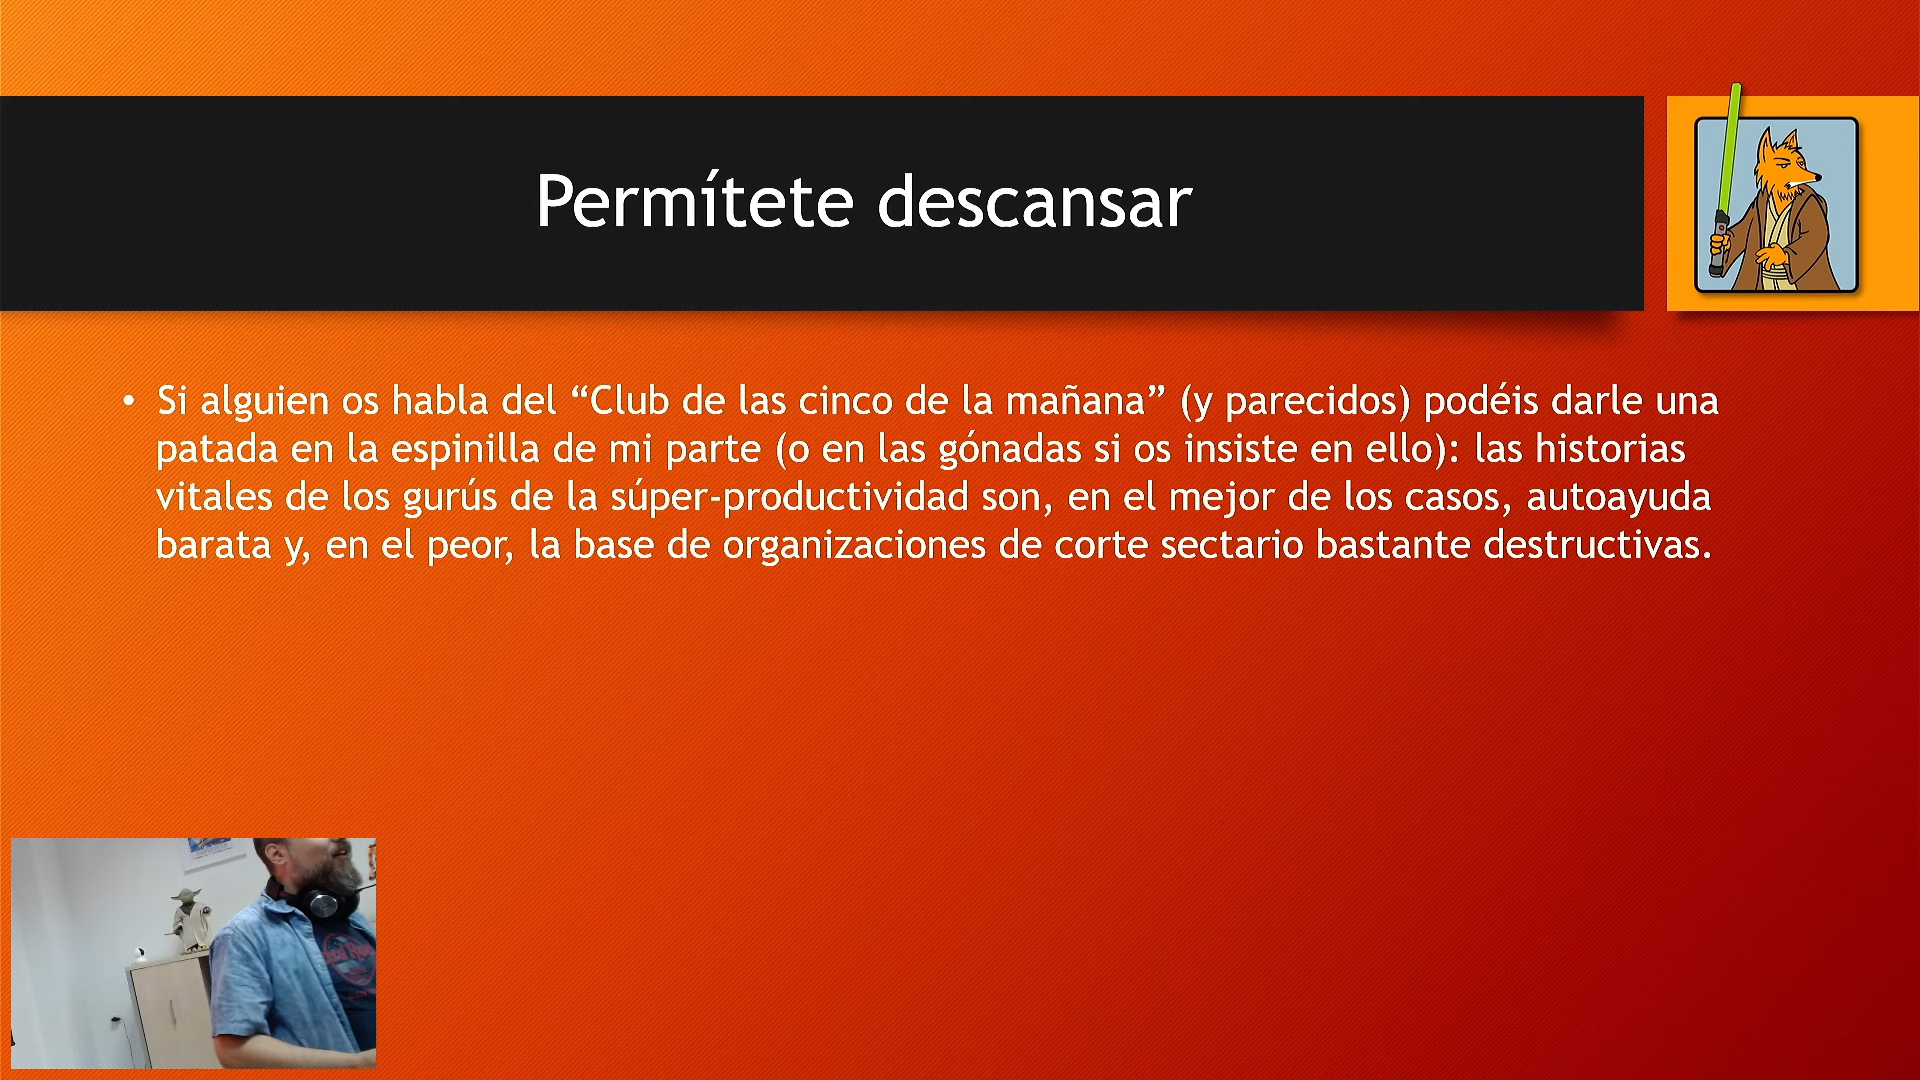 Permítete descansar
• Si alguien os habla del “Club de las cinco de la mañana” (y parecidos) podéis darle una
patada en la espinilla de mi parte (o en las gónadas si os insiste en ello): las historias
vitales de los gurús de la súper-productividad son, en el mejor de los casos, autoayuda
barata y, en el peor, la base de organizaciones de corte sectario bastante destructivas.